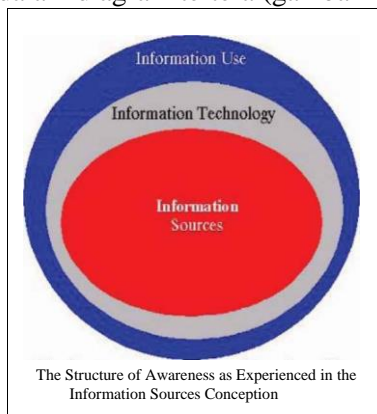 Information Use
Information Technology
Information
Sources
The Structure of Awareness as Experienced in the
Information Sources Conception